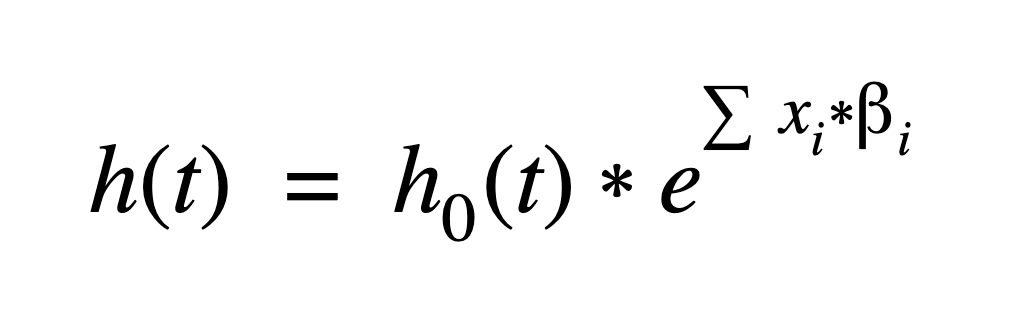 h(t) = h₀(t) * e^(∑ xᵢ*βᵢ)